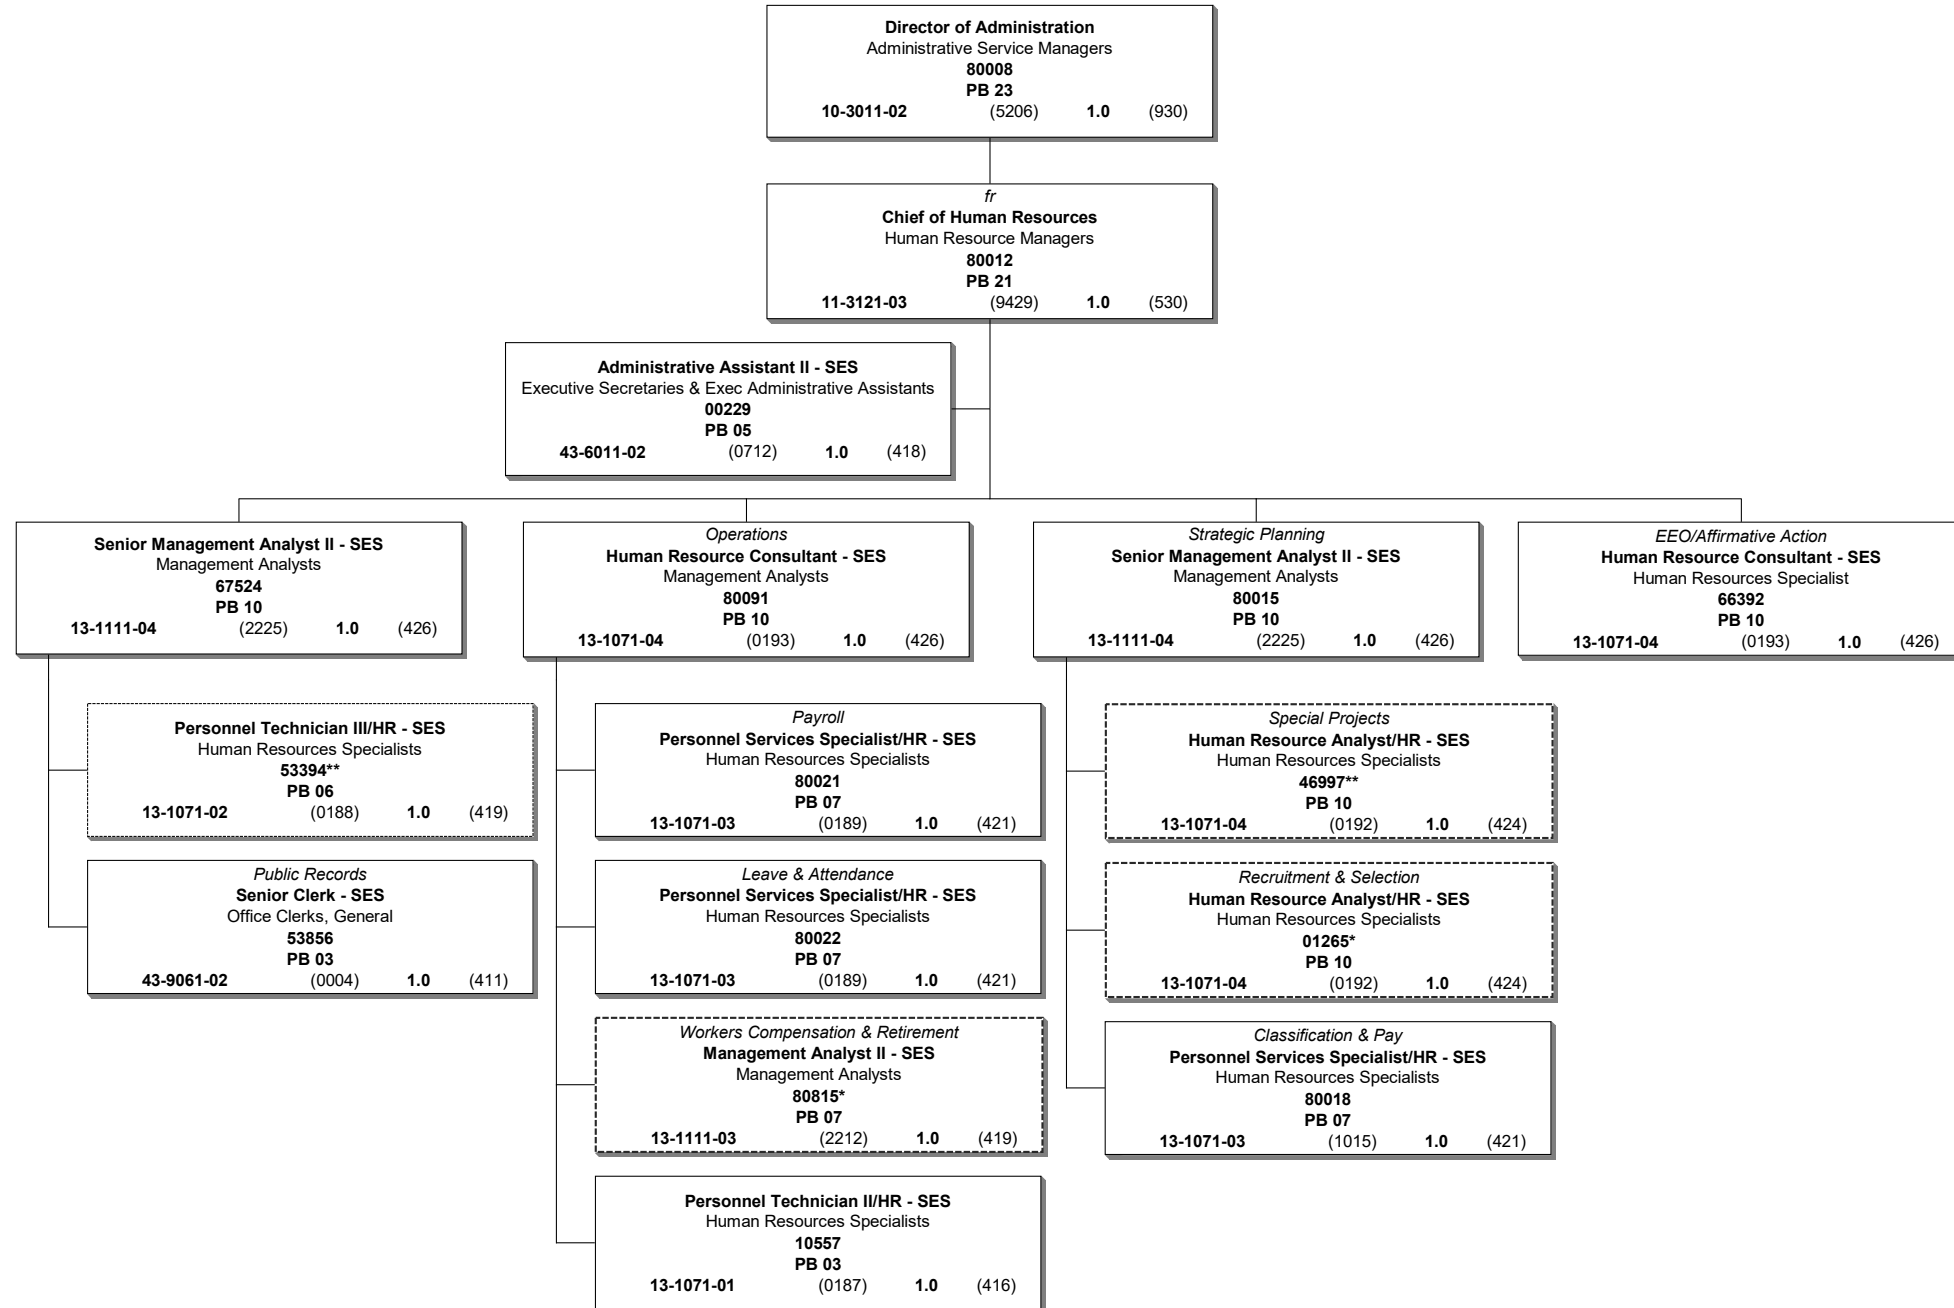 Director of Administration
Administrative Service Managers
80008
PB 23
10-3011-02 (5206) 1.0 (930)
fr
Chief of Human Resources
Human Resource Managers
80012
PB 21
11-3121-03 (9429) 1.0 (530)
Administrative Assistant II - SES
Executive Secretaries & Exec Administrative Assistants
00229
PB 05
43-6011-02 (0712) 1.0 (418)
Senior Management Analyst II - SES
Management Analysts
67524
PB 10
13-1111-04 (2225) 1.0 (426)
Operations
Human Resource Consultant - SES
Management Analysts
80091
PB 10
13-1071-04 (0193) 1.0 (426)
Strategic Planning
Senior Management Analyst II - SES
Management Analysts
80015
PB 10
13-1111-04 (2225) 1.0 (426)
EEO/Affirmative Action
Human Resource Consultant - SES
Human Resources Specialist
66392
PB 10
13-1071-04 (0193) 1.0 (426)
Personnel Technician III/HR - SES
Human Resources Specialists
53394**
PB 06
13-1071-02 (0188) 1.0 (419)
Public Records
Senior Clerk - SES
Office Clerks, General
53856
PB 03
43-9061-02 (0004) 1.0 (411)
Payroll
Personnel Services Specialist/HR - SES
Human Resources Specialists
80021
PB 07
13-1071-03 (0189) 1.0 (421)
Leave & Attendance
Personnel Services Specialist/HR - SES
Human Resources Specialists
80022
PB 07
13-1071-03 (0189) 1.0 (421)
Workers Compensation & Retirement
Management Analyst II - SES
Management Analysts
80815*
PB 07
13-1111-03 (2212) 1.0 (419)
Personnel Technician II/HR - SES
Human Resources Specialists
10557
PB 03
13-1071-01 (0187) 1.0 (416)
Special Projects
Human Resource Analyst/HR - SES
Human Resources Specialists
46997**
PB 10
13-1071-04 (0192) 1.0 (424)
Recruitment & Selection
Human Resource Analyst/HR - SES
Human Resources Specialists
01265*
PB 10
13-1071-04 (0192) 1.0 (424)
Classification & Pay
Personnel Services Specialist/HR - SES
Human Resources Specialists
80018
PB 07
13-1071-03 (1015) 1.0 (421)